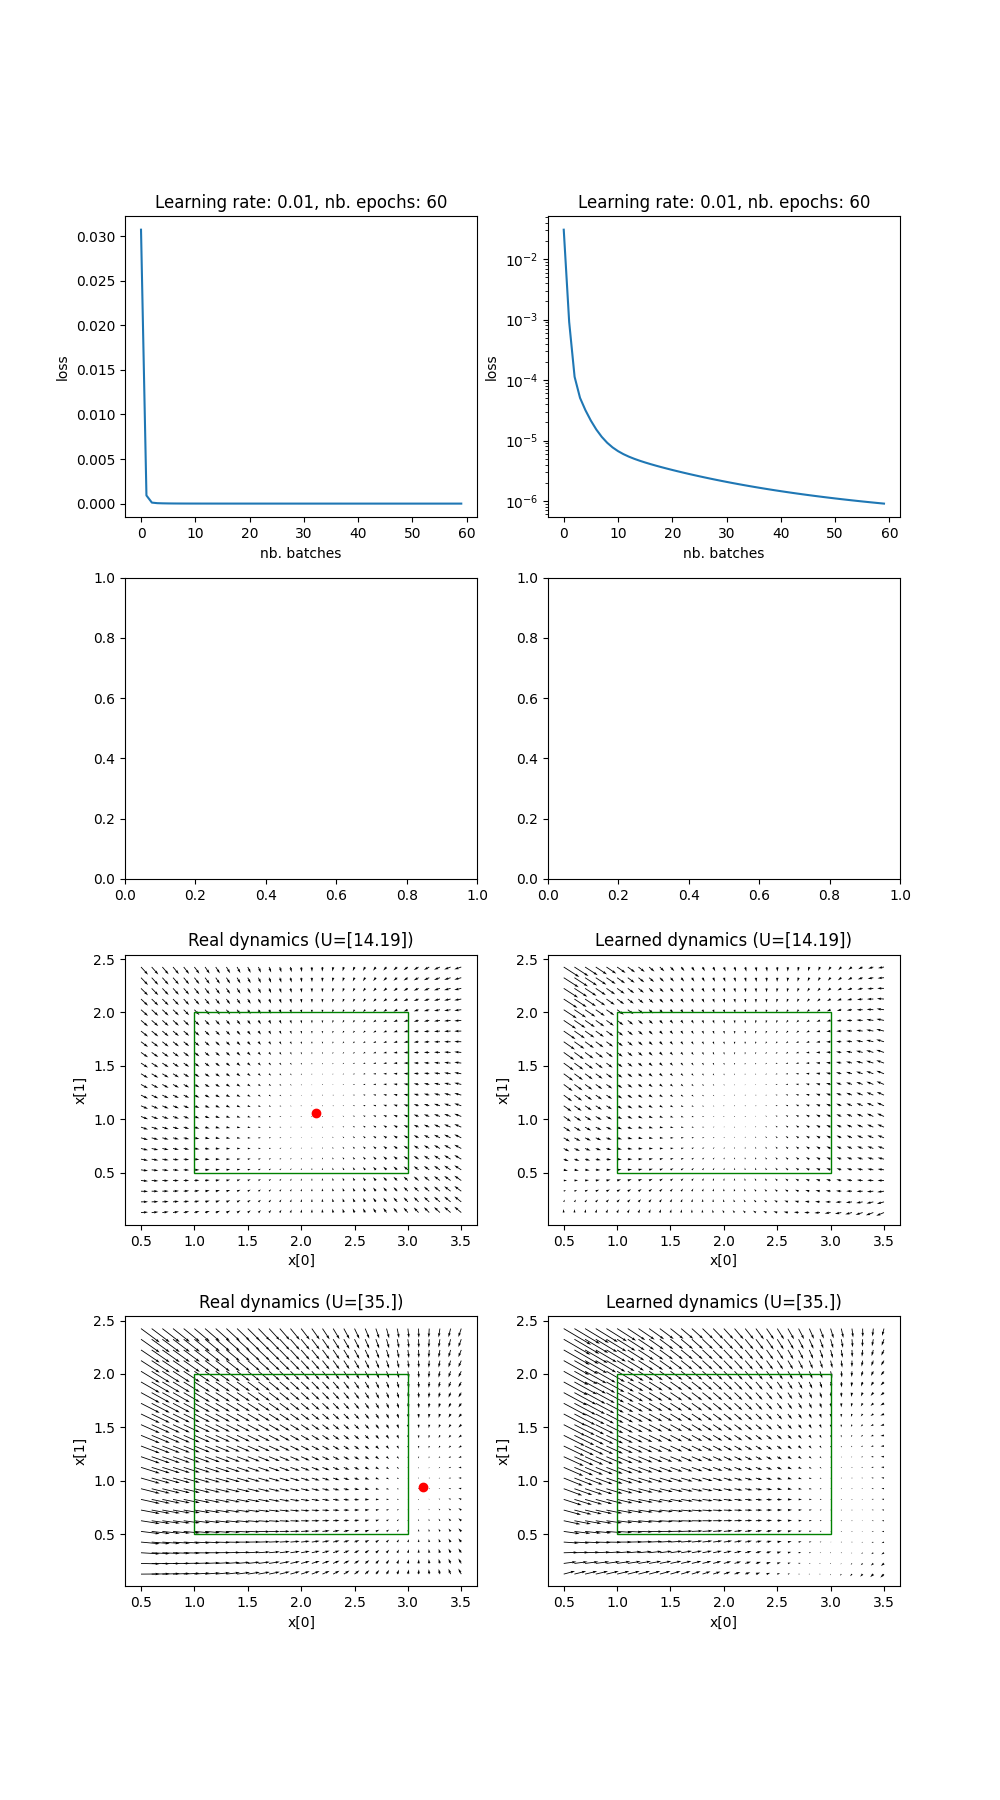 Learning rate: 0.01, nb. epochs: 60
Learning rate: 0.01, nb. epochs: 60
0.030
0.025
0.020
0.015
0.010
0.005
0.000
loss
0 10 20 30 40 50 60
nb. batches
10⁻²
10⁻³
10⁻⁴
10⁻⁵
10⁻⁶
loss
0 10 20 30 40 50 60
nb. batches
1.0
0.8
0.6
0.4
0.2
0.0
0.0 0.2 0.4 0.6 0.8 1.0
1.0
0.8
0.6
0.4
0.2
0.0
0.0 0.2 0.4 0.6 0.8 1.0
Real dynamics (U=[14.19])
2.5
2.0
1.5
1.0
0.5
x[1]
0.5 1.0 1.5 2.0 2.5 3.0 3.5
x[0]
Learned dynamics (U=[14.19])
2.5
2.0
1.5
1.0
0.5
x[1]
0.5 1.0 1.5 2.0 2.5 3.0 3.5
x[0]
Real dynamics (U=[35.])
2.5
2.0
1.5
1.0
0.5
x[1]
0.5 1.0 1.5 2.0 2.5 3.0 3.5
x[0]
Learned dynamics (U=[35.])
2.5
2.0
1.5
1.0
0.5
x[1]
0.5 1.0 1.5 2.0 2.5 3.0 3.5
x[0]